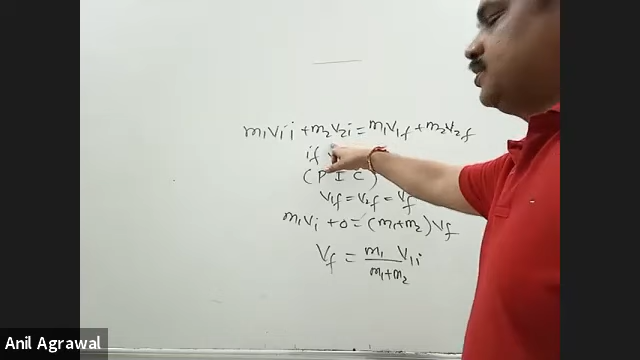 m₁v₁i + m₂v₂i = m₁v₁f + m₂v₂f
if
(P I C)
v₁f = v₂f = vf
m₁vi + 0 = (m₁+m₂) vf
vf = m₁/(m₁+m₂) v₁i
Anil Agrawal